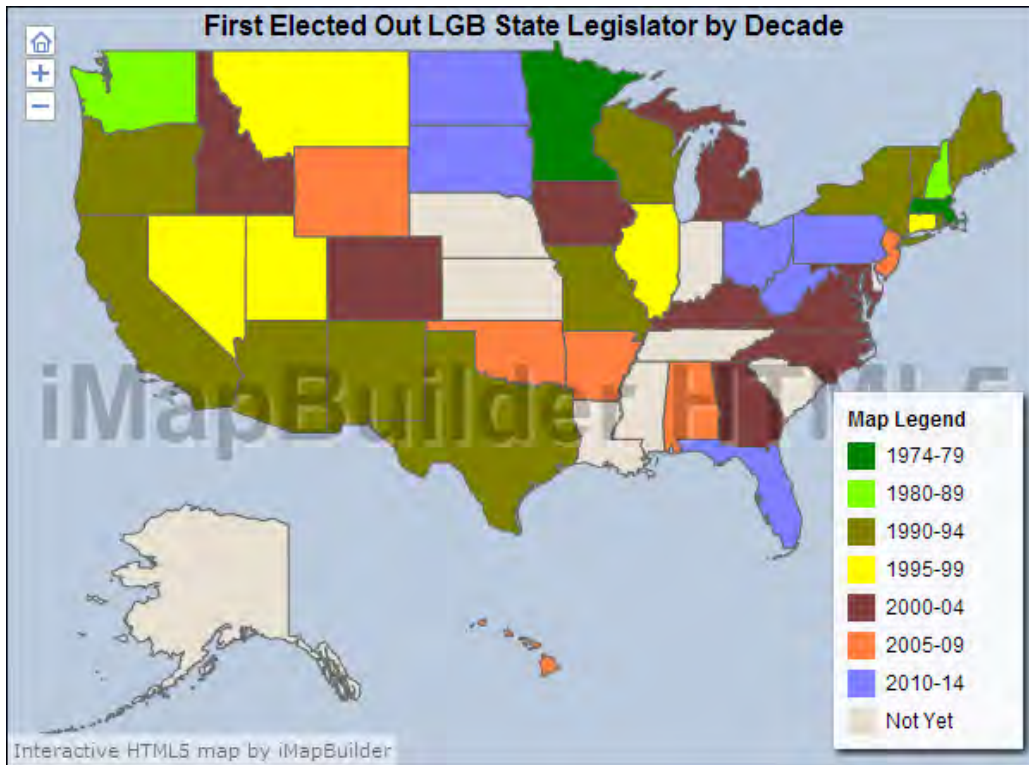 First Elected Out LGB State Legislator by Decade
iMapBuilder HTML5
Map Legend
1974-79
1980-89
1990-94
1995-99
2000-04
2005-09
2010-14
Not Yet
Interactive HTML5 map by iMapBuilder